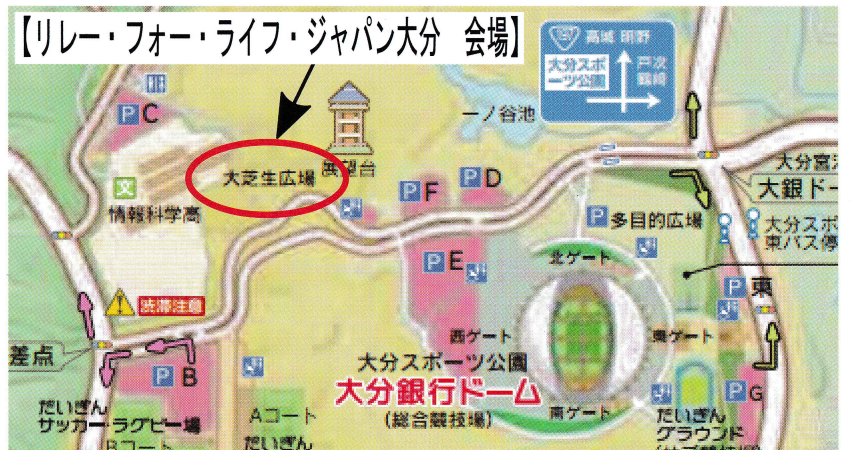 【リレー・フォー・ライフ・ジャパン大分　会場】
高城 明野
大分スポ
ーツ公園
戸次
鶴崎
P C
一ノ谷池
展望台
大芝生広場
文
情報科学高
P F
P D
大分宮
大銀ドー
P 多目的広場
大分スポ
東バス停
北ゲート
P E
P 東
渋滞注意
西ゲート
東ゲート
差点
P B
大分スポーツ公園
大分銀行ドーム
(総合競技場)
南ゲート
P G
だいぎん
サッカー・ラグビー場
Aコート
Bコート
だいぎん
だいぎん
グラウンド